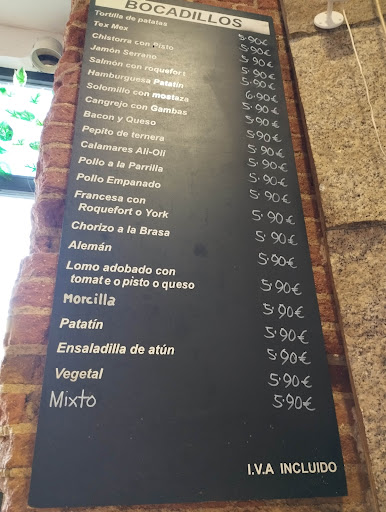 BOCADILLOS
Tortilla de patatas 5'90€
Tex Mex 5'90€
Chistorra con Pisto 5'90€
Jamón Serrano 5'90€
Salmón con roquefort 5'90€
Hamburguesa Patatín 6'90€
Solomillo con mostaza 5'90€
Cangrejo con Gambas 5'90€
Bacon y Queso 5'90€
Pepito de ternera 5'90€
Calamares Ali-Oli 5'90€
Pollo a la Parrilla 5'90€
Pollo Empanado 5'90€
Francesa con
Roquefort o York 5'90€
Chorizo a la Brasa 5'90€
Alemán 5'90€
Lomo adobado con
tomate o pisto o queso 5'90€
Morcilla 5'90€
Patatín 5'90€
Ensaladilla de atún 5'90€
Vegetal 5'90€
Mixto 5'90€
I.V.A INCLUIDO